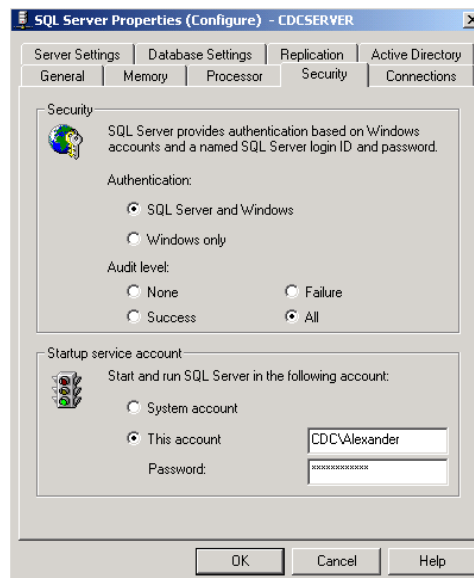 SQL Server Properties (Configure) - CDCSERVER
Server Settings Database Settings Replication Active Directory
General Memory Processor Security Connections
Security
SQL Server provides authentication based on Windows
accounts and a named SQL Server login ID and password.
Authentication:
SQL Server and Windows
Windows only
Audit level:
None Failure
Success All
Startup service account
Start and run SQL Server in the following account:
System account
This account CDC\Alexander
Password: ************
OK Cancel Help